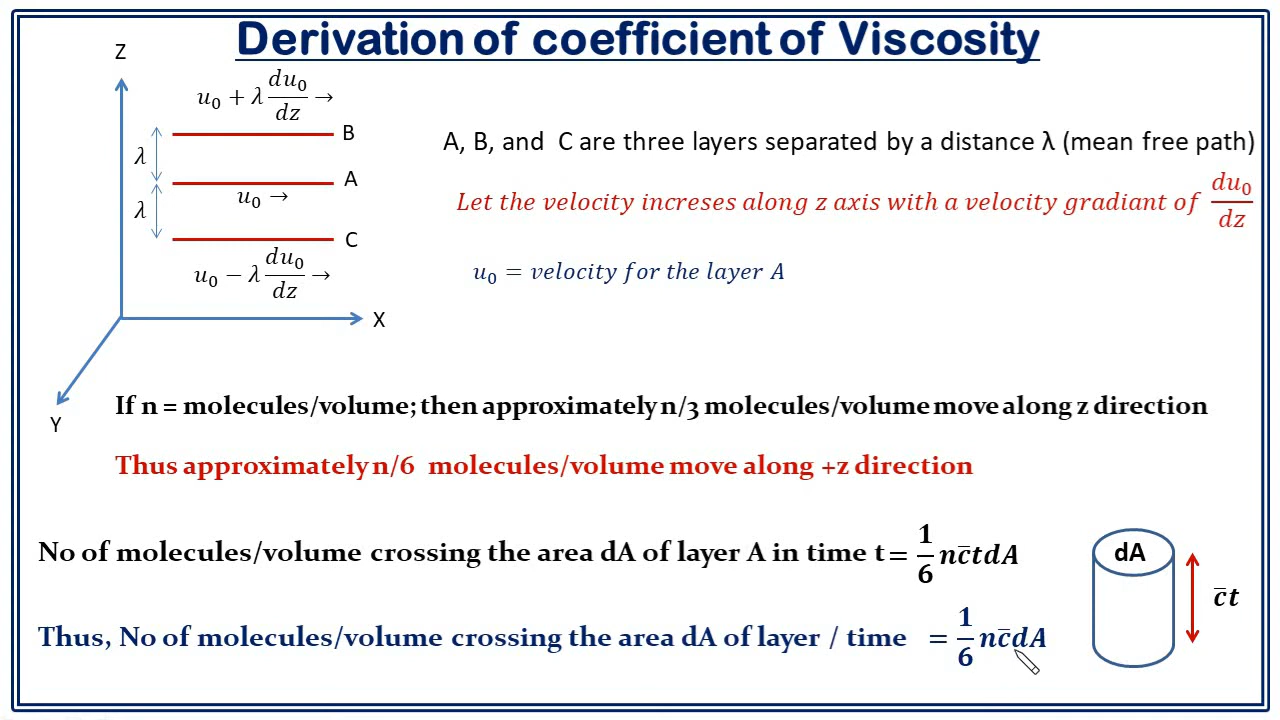 Derivation of coefficient of Viscosity
Z
u₀ + λ du₀/dz →
B
λ
A
u₀ →
λ
C
u₀ − λ du₀/dz →
X
Y
A, B, and C are three layers separated by a distance λ (mean free path)
Let the velocity increses along z axis with a velocity gradiant of du₀/dz
u₀ = velocity for the layer A
If n = molecules/volume; then approximately n/3 molecules/volume move along z direction
Thus approximately n/6 molecules/volume move along +z direction
No of molecules/volume crossing the area dA of layer A in time t = 1/6 nc̅tdA
Thus, No of molecules/volume crossing the area dA of layer / time = 1/6 nc̅dA
dA
c̅t